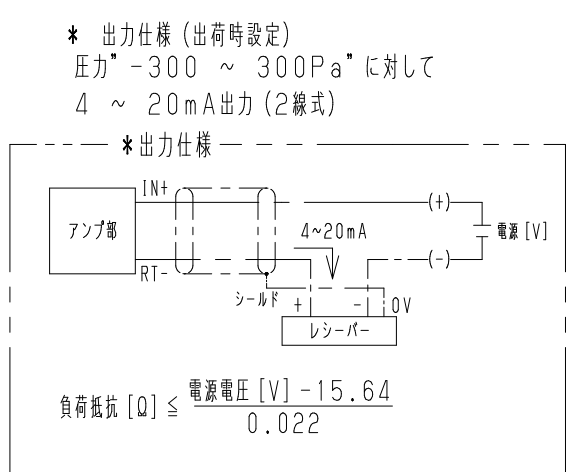 * 出力仕様(出荷時設定)
圧力"-300 ~ 300Pa"に対して
4 ~ 20mA出力(2線式)
*出力仕様
IN+
(+)
アンプ部
4~20mA
電源[V]
(-)
RT-
シールド
+
-
0V
レシーバー
負荷抵抗[Ω]≦
電源電圧[V]-15.64
0.022